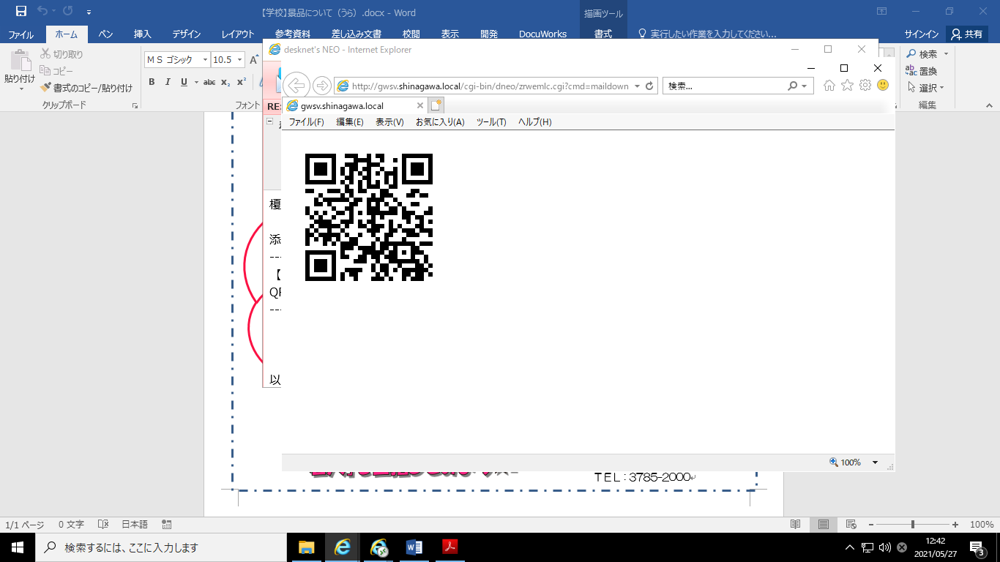 【学校】景品について（うら）.docx - Word
描画ツール
ファイル ホーム ペン 挿入 デザイン レイアウト 参考資料 差し込み文書 校閲 表示 開発 DocuWorks 書式 実行したい作業を入力してください... サインイン 共有
貼り付け
切り取り
コピー
書式のコピー/貼り付け
クリップボード
ＭＳ ゴシック 10.5 A
B I U abc x₂ x²
フォント
検索
置換
選択
編集
desknet's NEO - Internet Explorer
http://gwsv.shinagawa.local/cgi-bin/dneo/zrwemlc.cgi?cmd=maildown
検索...
gwsv.shinagawa.local
ファイル(F) 編集(E) 表示(V) お気に入り(A) ツール(T) ヘルプ(H)
RE:
榎
添
---
【
---
以
100%
ＴＥＬ：3785-2000
1/1 ページ 0 文字 日本語
100%
検索するには、ここに入力します
12:42
2021/05/27
3